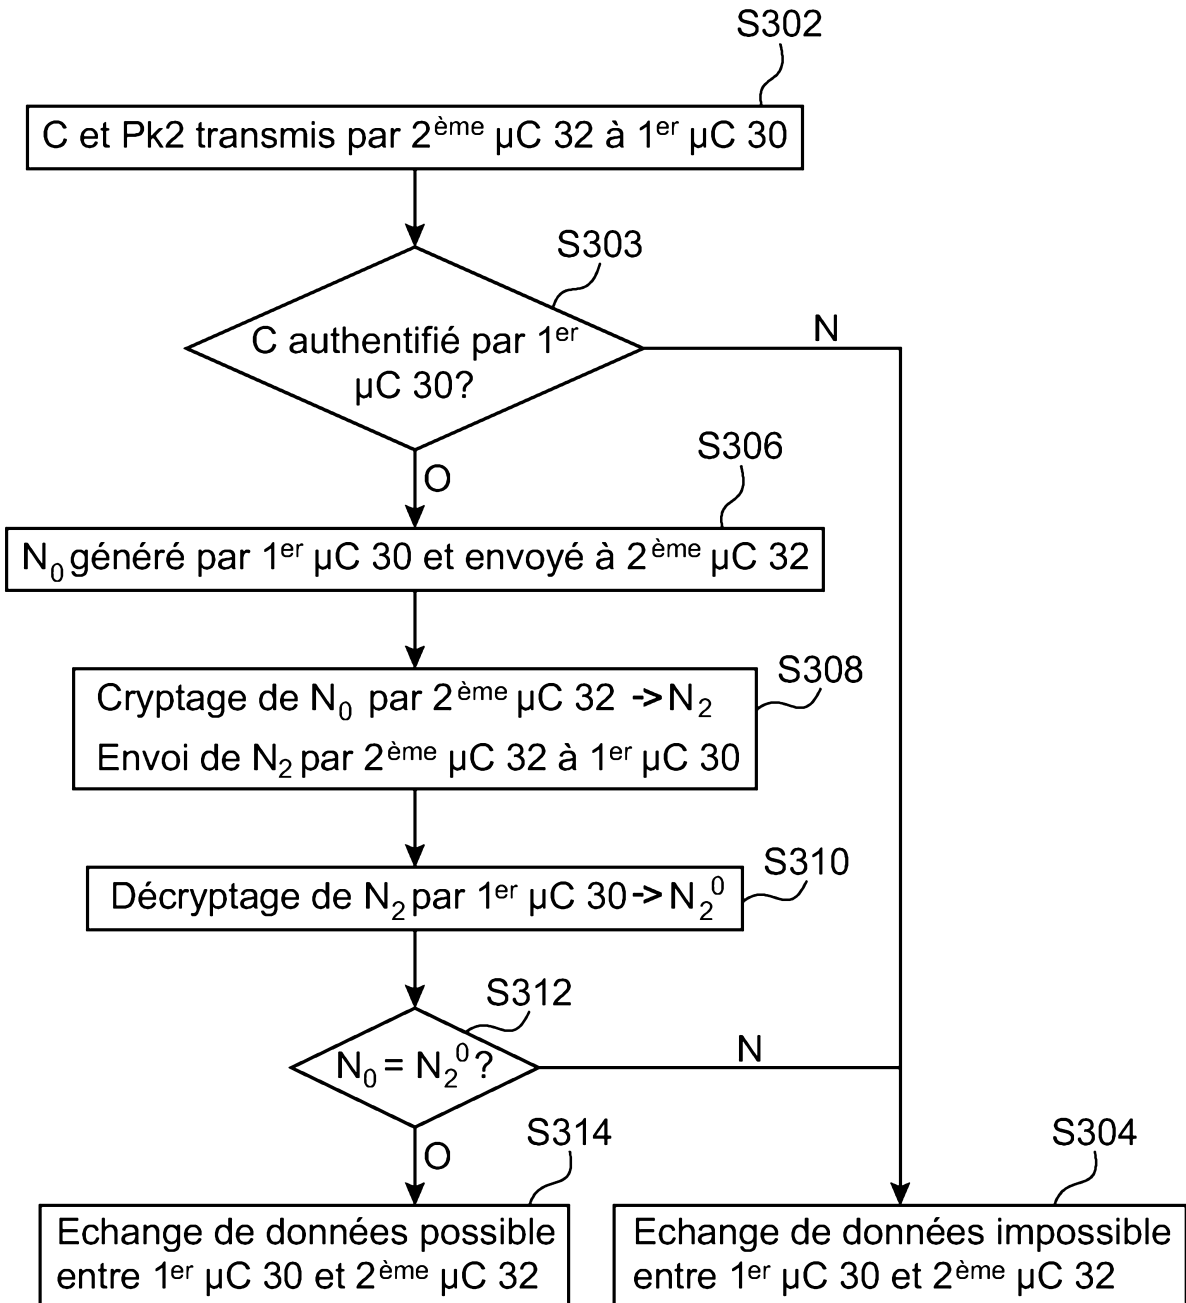 S302
C et Pk2 transmis par 2ème µC 32 à 1er µC 30
S303
C authentifié par 1er
µC 30?
N
O
S306
N0 généré par 1er µC 30 et envoyé à 2ème µC 32
S308
Cryptage de N0 par 2ème µC 32 ->N2
Envoi de N2 par 2ème µC 32 à 1er µC 30
S310
Décryptage de N2 par 1er µC 30->N2^0
S312
N0 = N2^0 ?
N
O
S314
Echange de données possible
entre 1er µC 30 et 2ème µC 32
S304
Echange de données impossible
entre 1er µC 30 et 2ème µC 32